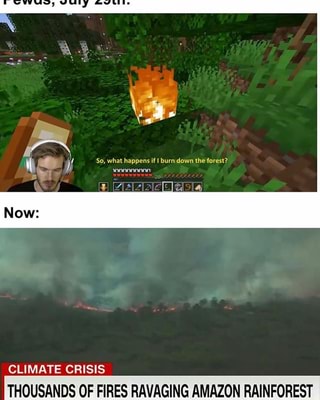 Pewds, July 29th:
So, what happens if I burn down the forest?
Now:
CLIMATE CRISIS
THOUSANDS OF FIRES RAVAGING AMAZON RAINFOREST